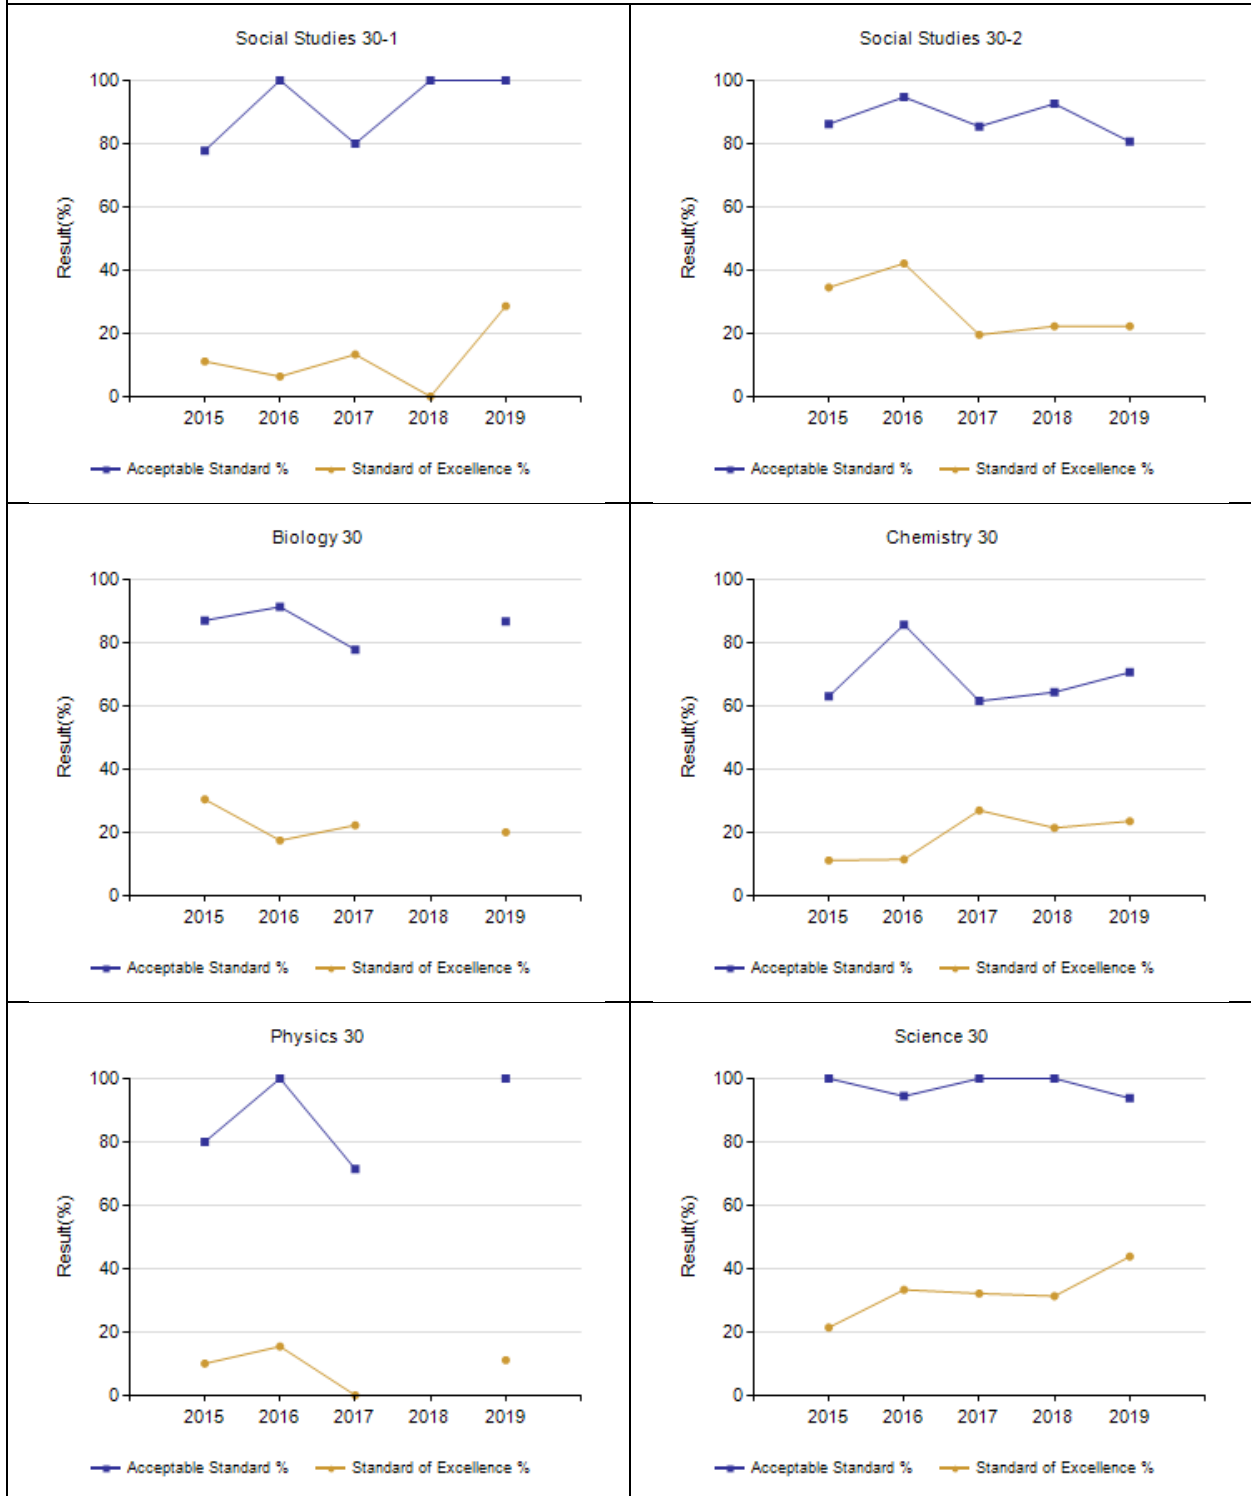 Social Studies 30-1
100
80
60
40
20
0
Result(%)
2015 2016 2017 2018 2019
Acceptable Standard % Standard of Excellence %
Social Studies 30-2
100
80
60
40
20
0
Result(%)
2015 2016 2017 2018 2019
Acceptable Standard % Standard of Excellence %
Biology 30
100
80
60
40
20
0
Result(%)
2015 2016 2017 2018 2019
Acceptable Standard % Standard of Excellence %
Chemistry 30
100
80
60
40
20
0
Result(%)
2015 2016 2017 2018 2019
Acceptable Standard % Standard of Excellence %
Physics 30
100
80
60
40
20
0
Result(%)
2015 2016 2017 2018 2019
Acceptable Standard % Standard of Excellence %
Science 30
100
80
60
40
20
0
Result(%)
2015 2016 2017 2018 2019
Acceptable Standard % Standard of Excellence %